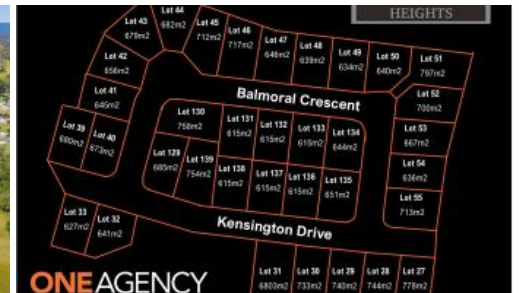 HEIGHTS
Lot 43
679m2
Lot 44
682m2
Lot 45
712m2
Lot 46
717m2
Lot 47
646m2
Lot 48
639m2
Lot 49
634m2
Lot 50
640m2
Lot 51
797m2
Lot 42
656m2
Lot 41
645m2
Lot 52
700m2
Balmoral Crescent
Lot 39
680m2
Lot 40
673m2
Lot 130
758m2
Lot 131
615m2
Lot 132
615m2
Lot 133
615m2
Lot 134
644m2
Lot 53
667m2
Lot 129
685m2
Lot 139
754m2
Lot 138
615m2
Lot 137
615m2
Lot 136
615m2
Lot 135
651m2
Lot 54
636m2
Lot 55
713m2
Lot 33
627m2
Lot 32
641m2
Kensington Drive
Lot 31
6803m2
Lot 30
733m2
Lot 29
740m2
Lot 28
744m2
Lot 27
778m2
ONE AGENCY